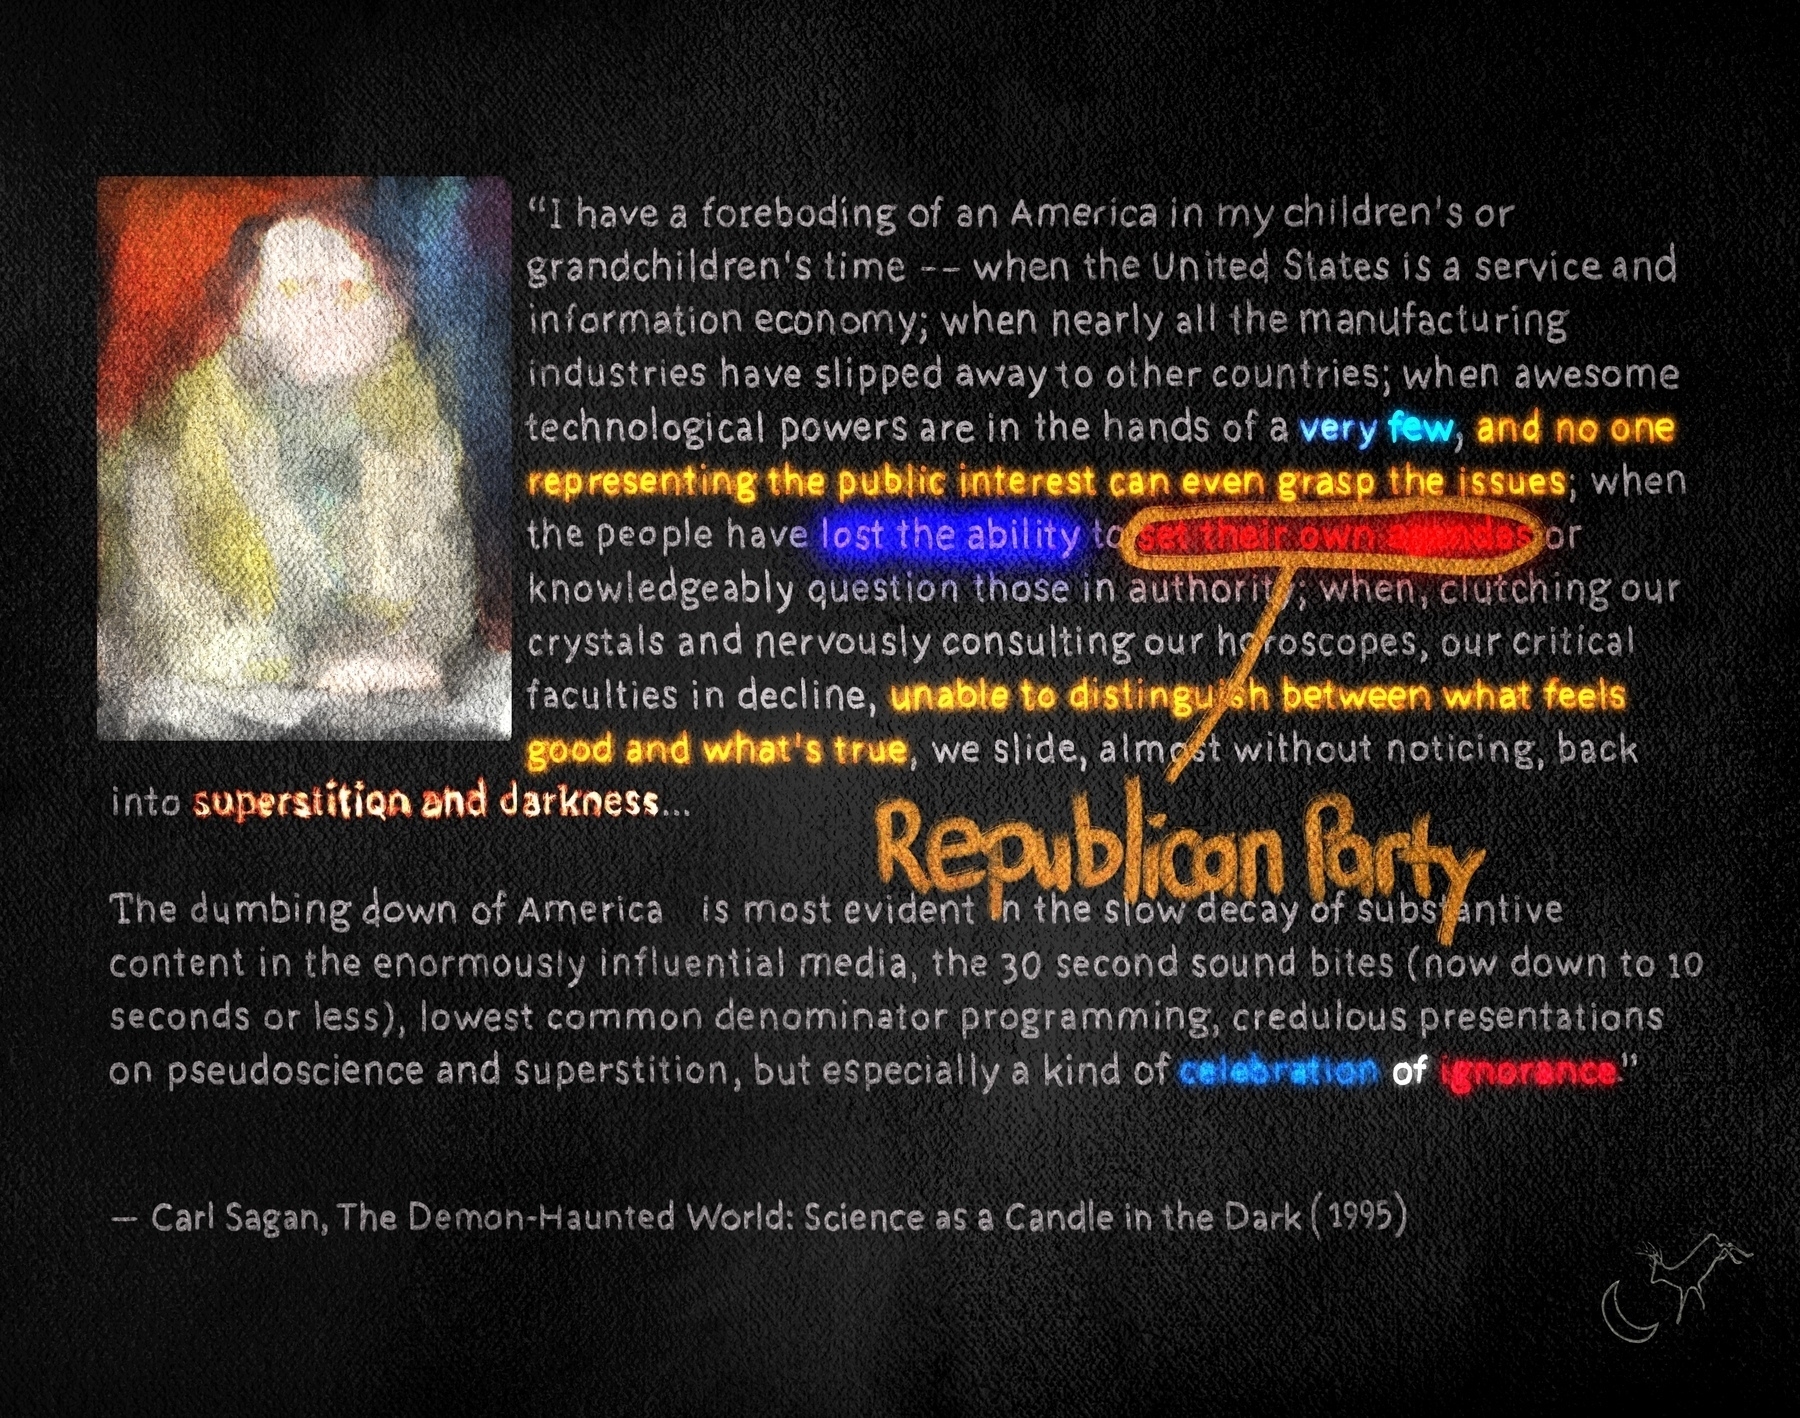 “I have a foreboding of an America in my children's or
grandchildren's time -- when the United States is a service and
information economy; when nearly all the manufacturing
industries have slipped away to other countries; when awesome
technological powers are in the hands of a very few, and no one
representing the public interest can even grasp the issues; when
the people have lost the ability to set their own agendas or
knowledgeably question those in authority; when, clutching our
crystals and nervously consulting our horoscopes, our critical
faculties in decline, unable to distinguish between what feels
good and what's true, we slide, almost without noticing, back
into superstition and darkness...
Republican Party
The dumbing down of America is most evident in the slow decay of substantive
content in the enormously influential media, the 30 second sound bites (now down to 10
seconds or less), lowest common denominator programming, credulous presentations
on pseudoscience and superstition, but especially a kind of celebration of ignorance.”
— Carl Sagan, The Demon-Haunted World: Science as a Candle in the Dark (1995)